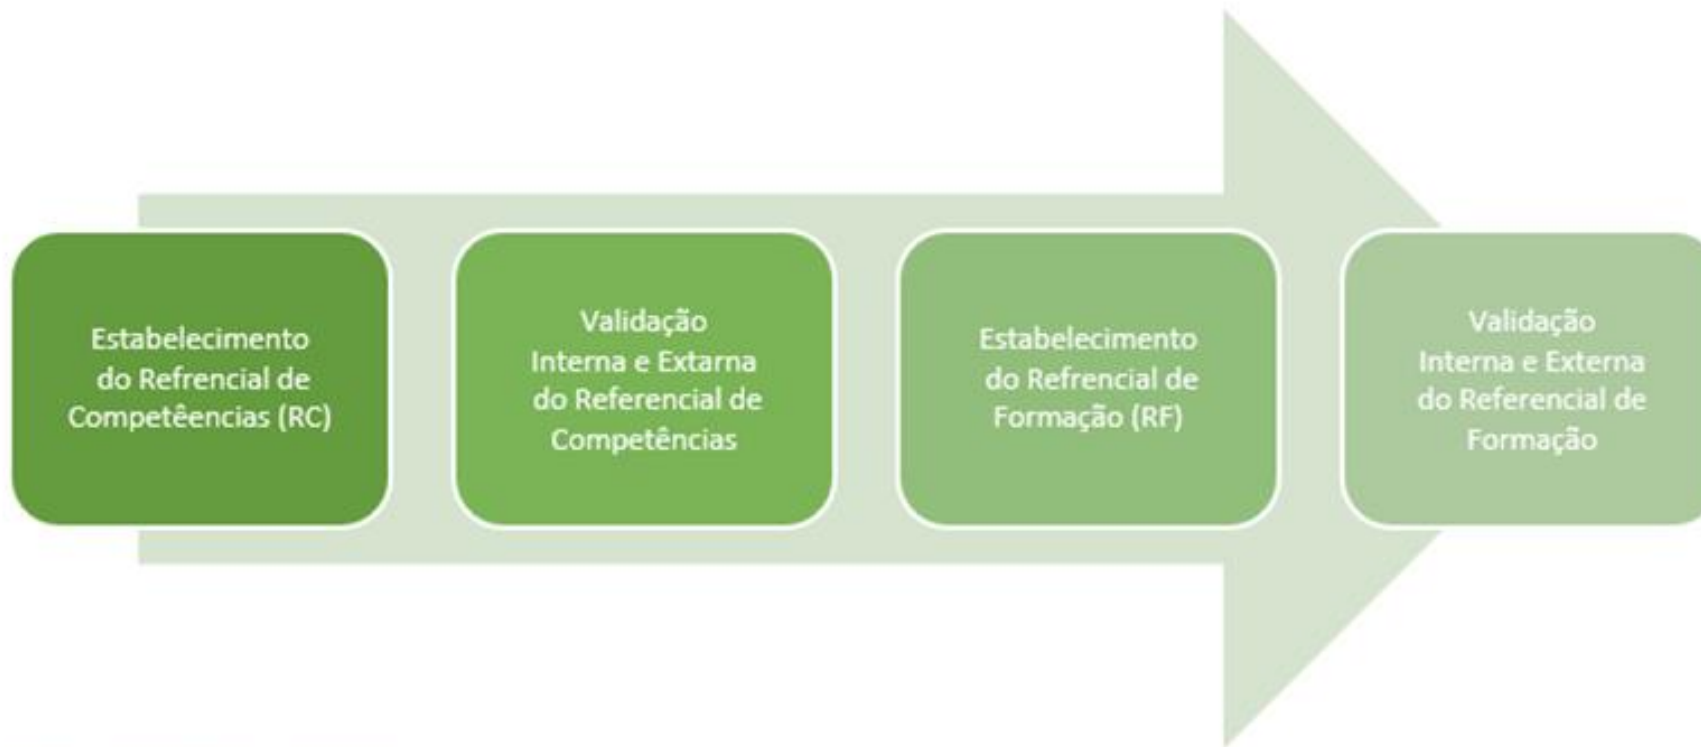 Estabelecimento
do Refrencial de
Competêencias (RC)
Validação
Interna e Extarna
do Referencial de
Competências
Estabelecimento
do Refrencial de
Formação (RF)
Validação
Interna e Externa
do Referencial de
Formação